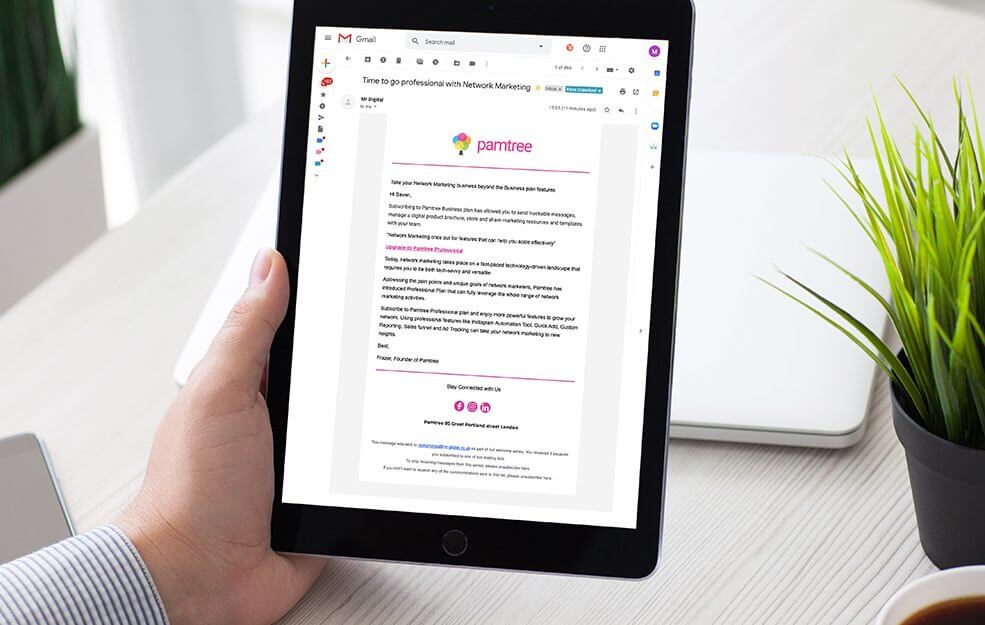 Gmail
Search mail
1 of 864
Time to go professional with Network Marketing
Inbox x
Mr Digital
to me
15:05 (11 minutes ago)
pamtree
Take your Network Marketing business beyond the Business plan features
Hi Savan,
Subscribing to Pamtree Business plan has allowed you to send trackable messages,
manage a digital product brochure, store and share marketing resources and templates
with your team.
"Network Marketing cries out for features that can help you scale effectively"
Upgrade to Pamtree Professional
Today, network marketing takes place on a fast-paced technology-driven landscape that
requires you to be both tech-savvy and versatile.
Addressing the pain points and unique goals of network marketers, Pamtree has
introduced Professional Plan that can fully leverage the whole range of network
marketing activities.
Subscribe to Pamtree Professional plan and enjoy more powerful features to grow your
network. Using professional features like Instagram Automation Tool, Quick Ads, Custom
Reporting, Sales funnel and Ad Tracking can take your network marketing to new
heights.
Best,
Frazer, Founder of Pamtree
Stay Connected with Us
Pamtree 85 Great Portland street London
This message was sent to as part of our welcome series. You received it because
you subscribed to one of our mailing lists.
To stop receiving messages from this series, please unsubscribe here.
If you don't want to receive any of the communications sent to this list, please unsubscribe here.